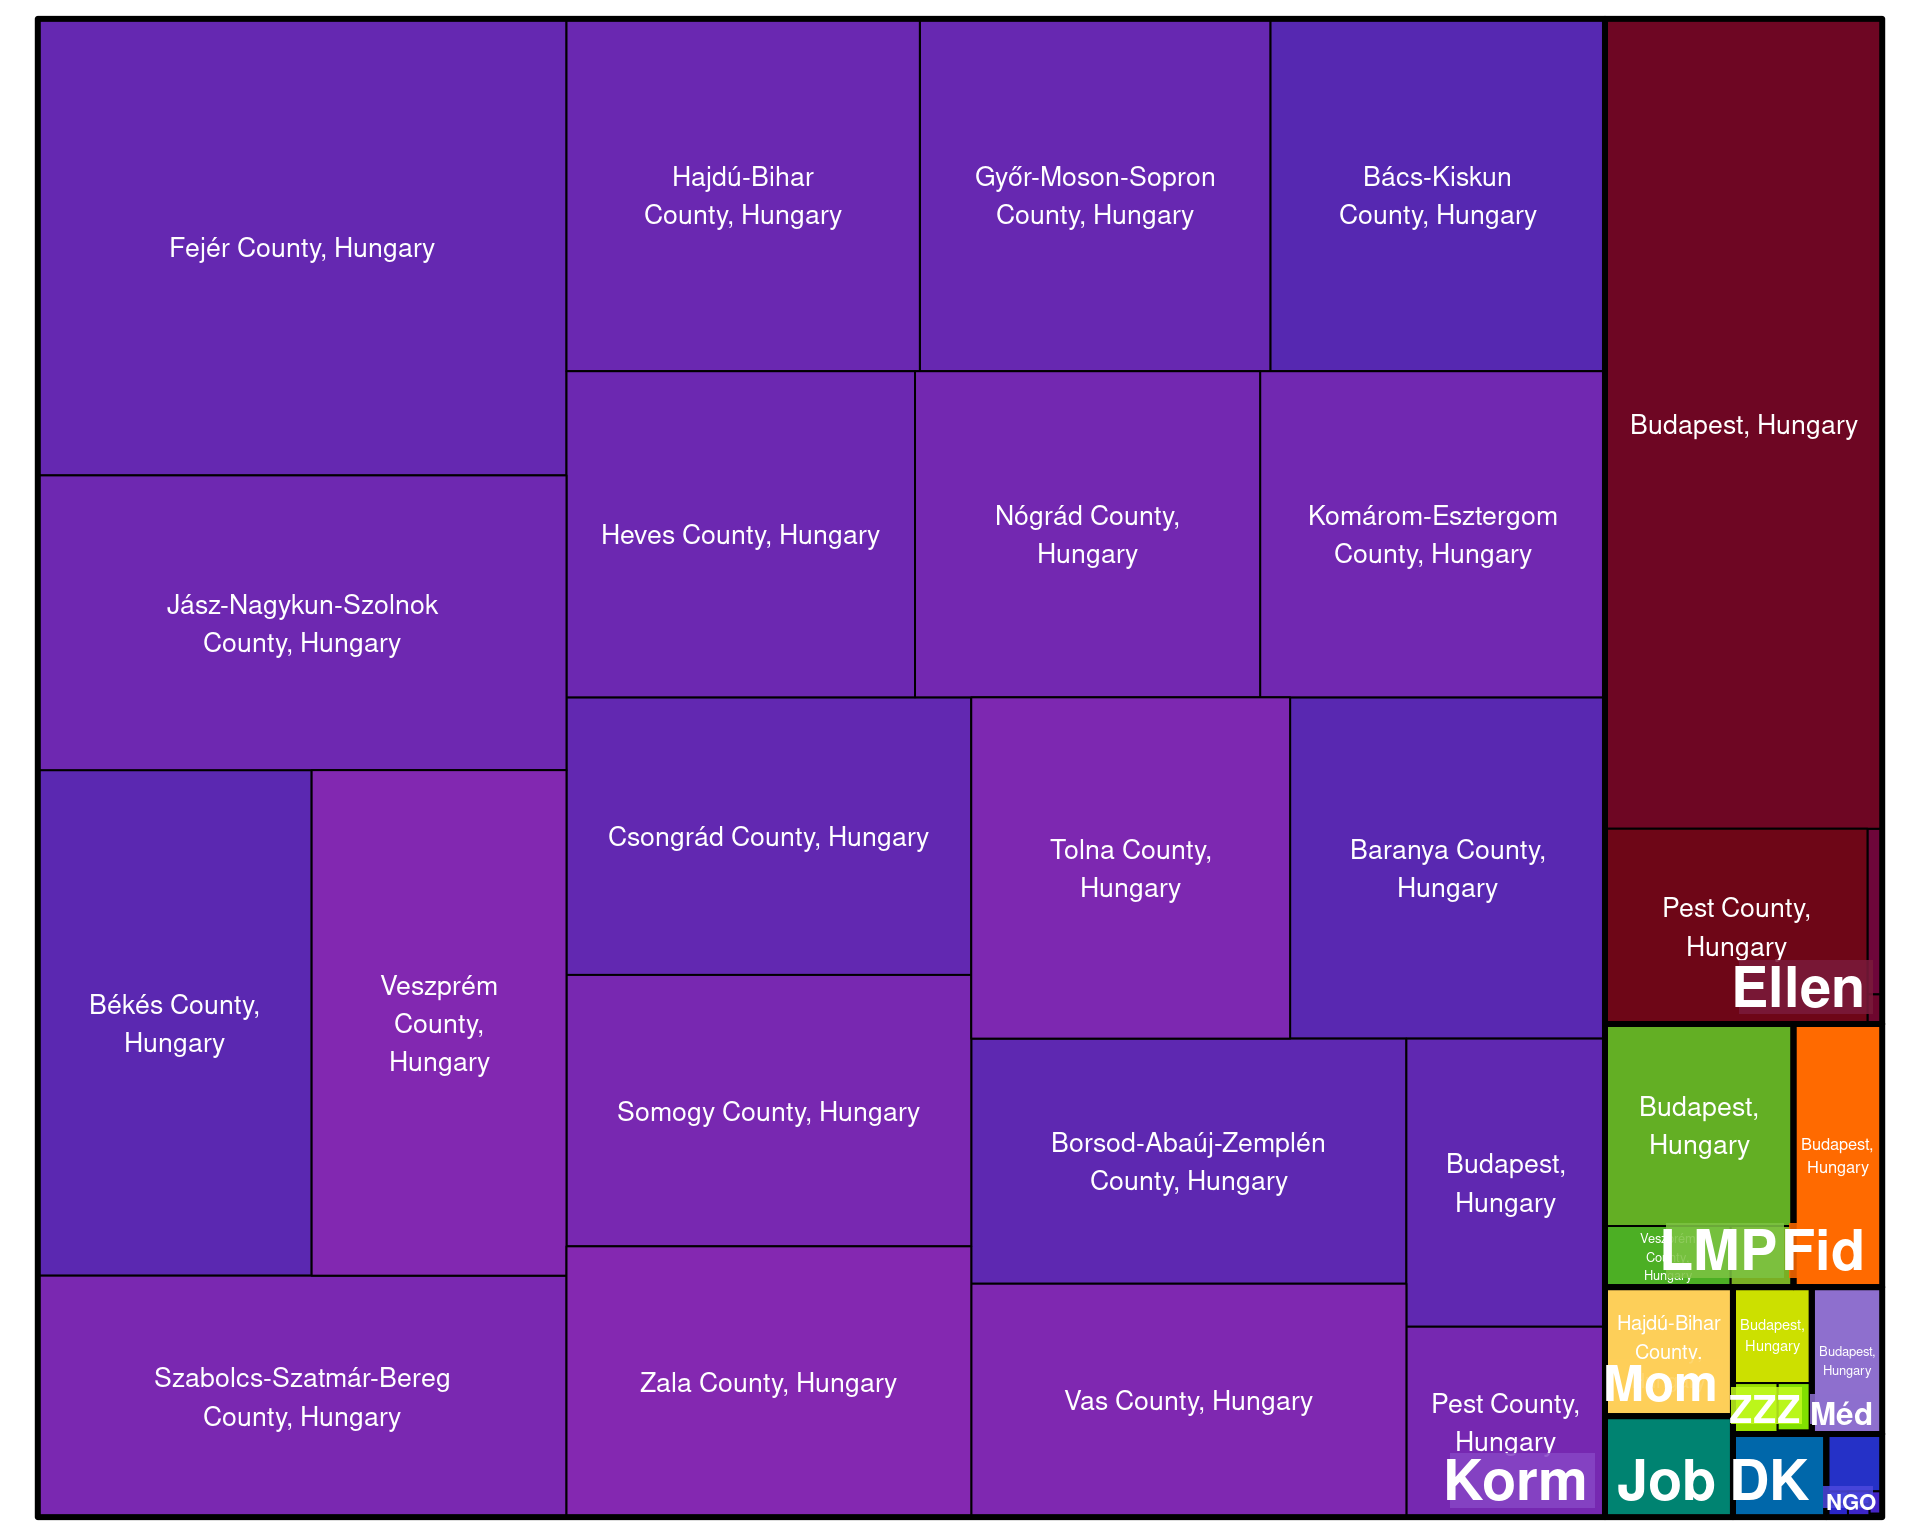 Fejér County, Hungary
Hajdú-Bihar
County, Hungary
Győr-Moson-Sopron
County, Hungary
Bács-Kiskun
County, Hungary
Budapest, Hungary
Jász-Nagykun-Szolnok
County, Hungary
Heves County, Hungary
Nógrád County,
Hungary
Komárom-Esztergom
County, Hungary
Békés County,
Hungary
Veszprém
County,
Hungary
Csongrád County, Hungary
Tolna County,
Hungary
Baranya County,
Hungary
Pest County,
Hungary
Ellen
Somogy County, Hungary
Borsod-Abaúj-Zemplén
County, Hungary
Budapest,
Hungary
Budapest,
Hungary
Budapest,
Hungary
Veszprém
County,
Hungary
LMP
Fid
Szabolcs-Szatmár-Bereg
County, Hungary
Zala County, Hungary
Vas County, Hungary
Pest County,
Hungary
Korm
Hajdú-Bihar
County,
Mom
Budapest,
Hungary
ZZZ
Budapest,
Hungary
Méd
Job
DK
NGO